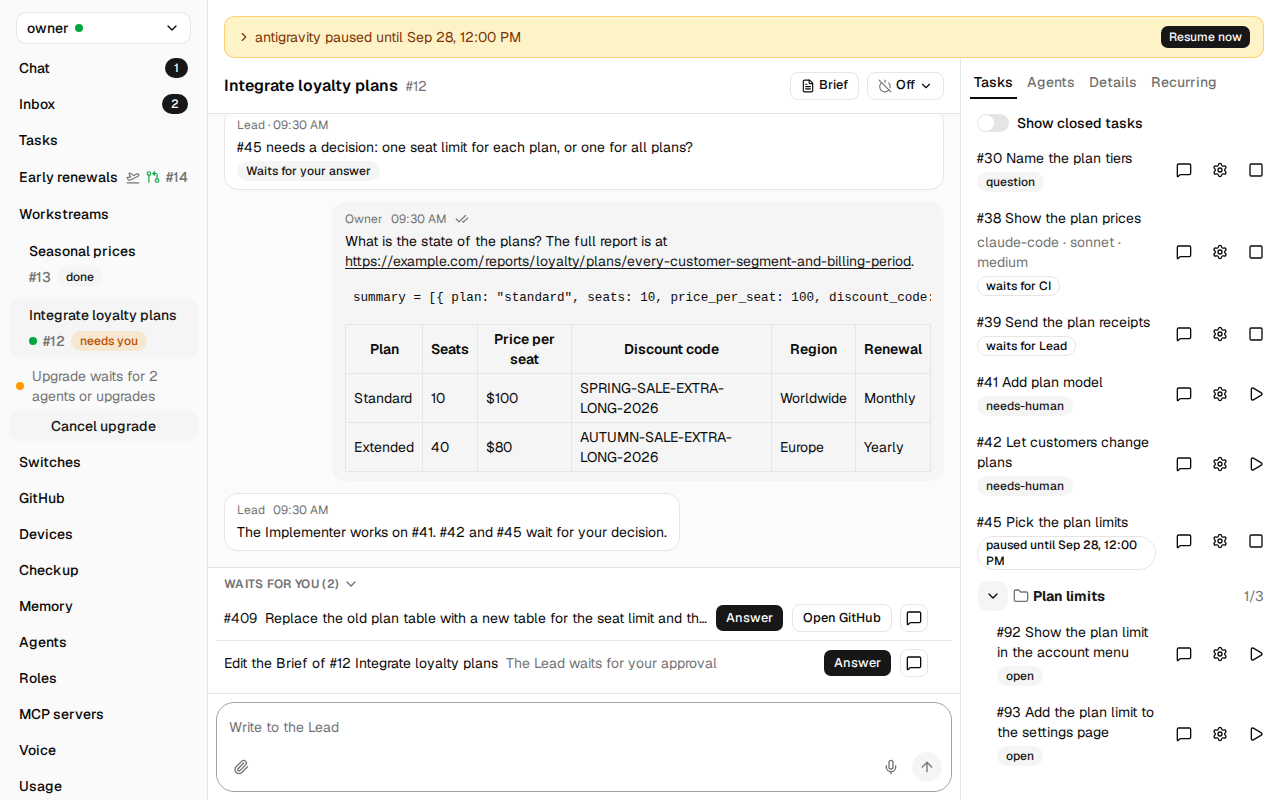 owner
Chat 1
Inbox 2
Tasks
Early renewals #14
Workstreams
Seasonal prices
#13 done
Integrate loyalty plans
#12 needs you
Upgrade waits for 2
agents or upgrades
Cancel upgrade
Switches
GitHub
Devices
Checkup
Memory
Agents
Roles
MCP servers
Voice
Usage
antigravity paused until Sep 28, 12:00 PM
Resume now
Integrate loyalty plans #12
Brief
Off
Lead · 09:30 AM
#45 needs a decision: one seat limit for each plan, or one for all plans?
Waits for your answer
Owner 09:30 AM
What is the state of the plans? The full report is at
https://example.com/reports/loyalty/plans/every-customer-segment-and-billing-period.
summary = [{ plan: "standard", seats: 10, price_per_seat: 100, discount_code:
Plan Seats Price per seat Discount code Region Renewal
Standard 10 $100 SPRING-SALE-EXTRA-LONG-2026 Worldwide Monthly
Extended 40 $80 AUTUMN-SALE-EXTRA-LONG-2026 Europe Yearly
Lead 09:30 AM
The Implementer works on #41. #42 and #45 wait for your decision.
WAITS FOR YOU (2)
#409 Replace the old plan table with a new table for the seat limit and th…
Answer
Open GitHub
Edit the Brief of #12 Integrate loyalty plans The Lead waits for your approval
Answer
Write to the Lead
Tasks Agents Details Recurring
Show closed tasks
#30 Name the plan tiers
question
#38 Show the plan prices
claude-code · sonnet ·
medium
waits for CI
#39 Send the plan receipts
waits for Lead
#41 Add plan model
needs-human
#42 Let customers change
plans
needs-human
#45 Pick the plan limits
paused until Sep 28, 12:00
PM
Plan limits 1/3
#92 Show the plan limit
in the account menu
open
#93 Add the plan limit to
the settings page
open